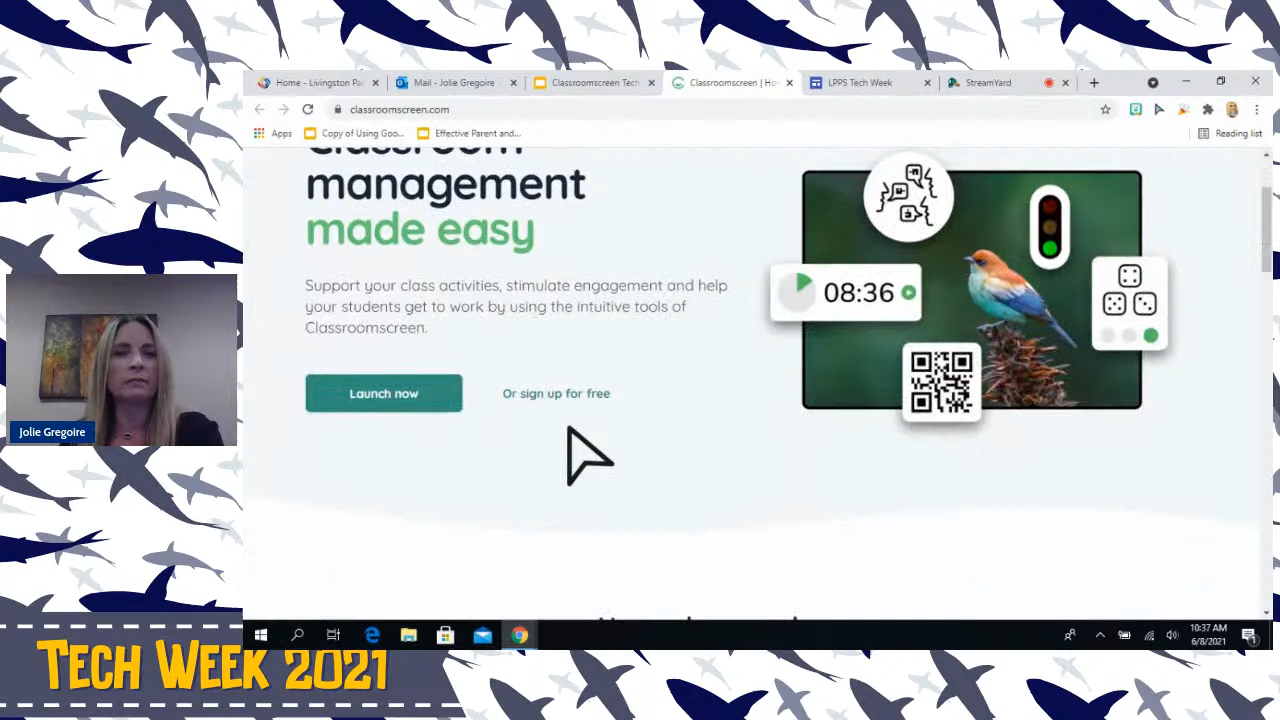 Home - Livingston Pa
Mail - Jolie Gregoire -
Classroomscreen Tech
Classroomscreen | Ho
LPPS Tech Week
StreamYard
classroomscreen.com
Apps
Copy of Using Goo...
Effective Parent and...
Reading list
Classroom
management
made easy
Support your class activities, stimulate engagement and help
your students get to work by using the intuitive tools of
Classroomscreen.
Launch now
Or sign up for free
08:36
Jolie Gregoire
10:37 AM
6/8/2021
1
TECH WEEK 2021